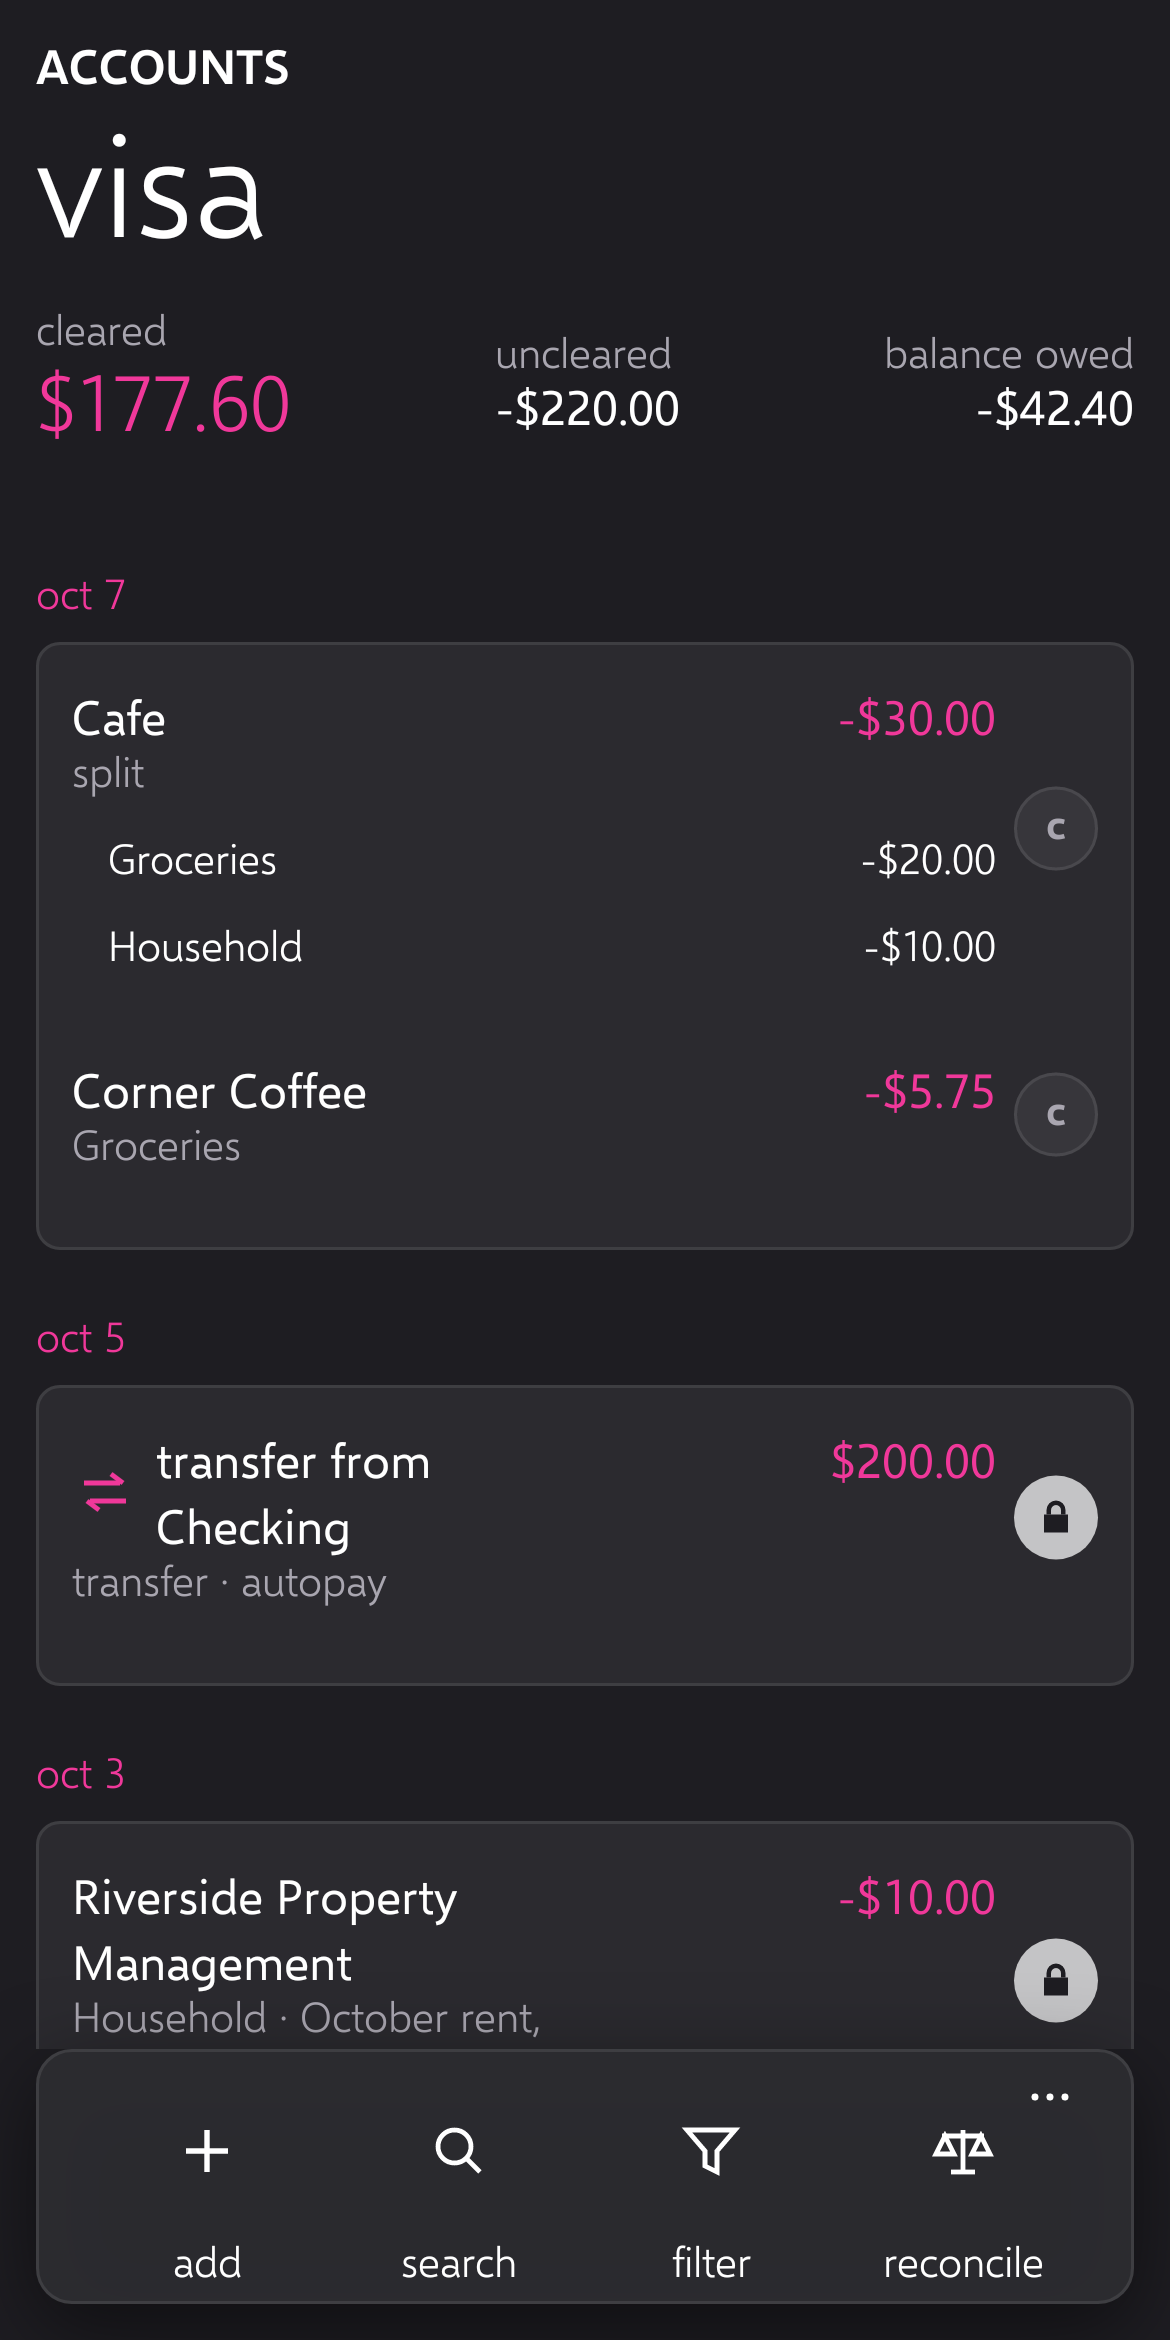 ACCOUNTS
visa
cleared
$177.60
uncleared
-$220.00
balance owed
-$42.40
oct 7
Cafe -$30.00
split
c
Groceries -$20.00
Household -$10.00
Corner Coffee -$5.75
c
Groceries
oct 5
transfer from $200.00
Checking
transfer · autopay
oct 3
Riverside Property -$10.00
Management
Household · October rent,
...
add search filter reconcile